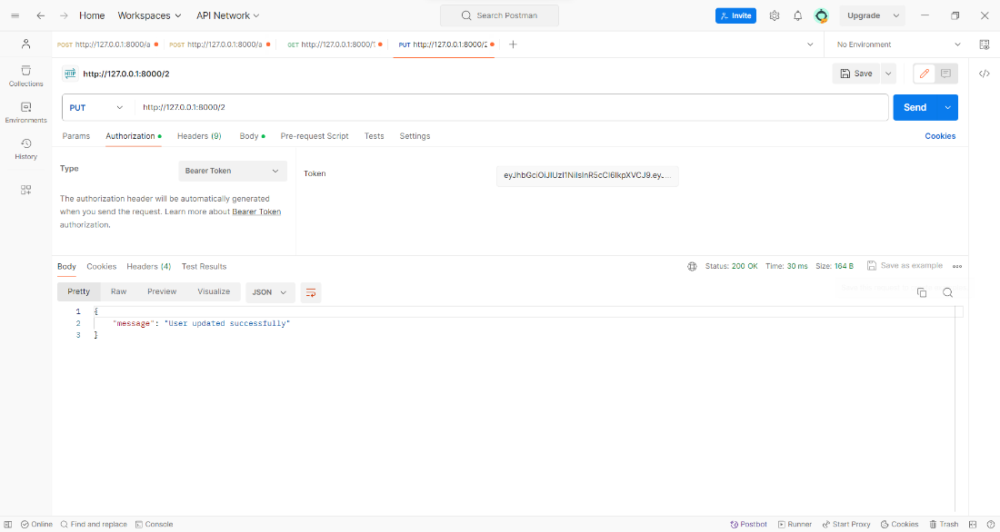 Home Workspaces API Network Search Postman Invite Upgrade
POST http://127.0.0.1:8000/a POST http://127.0.0.1:8000/a GET http://127.0.0.1:8000/ PUT http://127.0.0.1:8000/2 No Environment
HTTP http://127.0.0.1:8000/2 Save
Collections
PUT http://127.0.0.1:8000/2 Send
Environments
Params Authorization Headers (9) Body Pre-request Script Tests Settings Cookies
History
Type Bearer Token Token
The authorization header will be automatically generated
when you send the request. Learn more about Bearer Token
authorization.
Body Cookies Headers (4) Test Results Status: 200 OK Time: 30 ms Size: 164 B Save as example
Pretty Raw Preview Visualize JSON
1 {
2 "message": "User updated successfully"
3 }
Online Find and replace Console Postbot Runner Start Proxy Cookies Trash